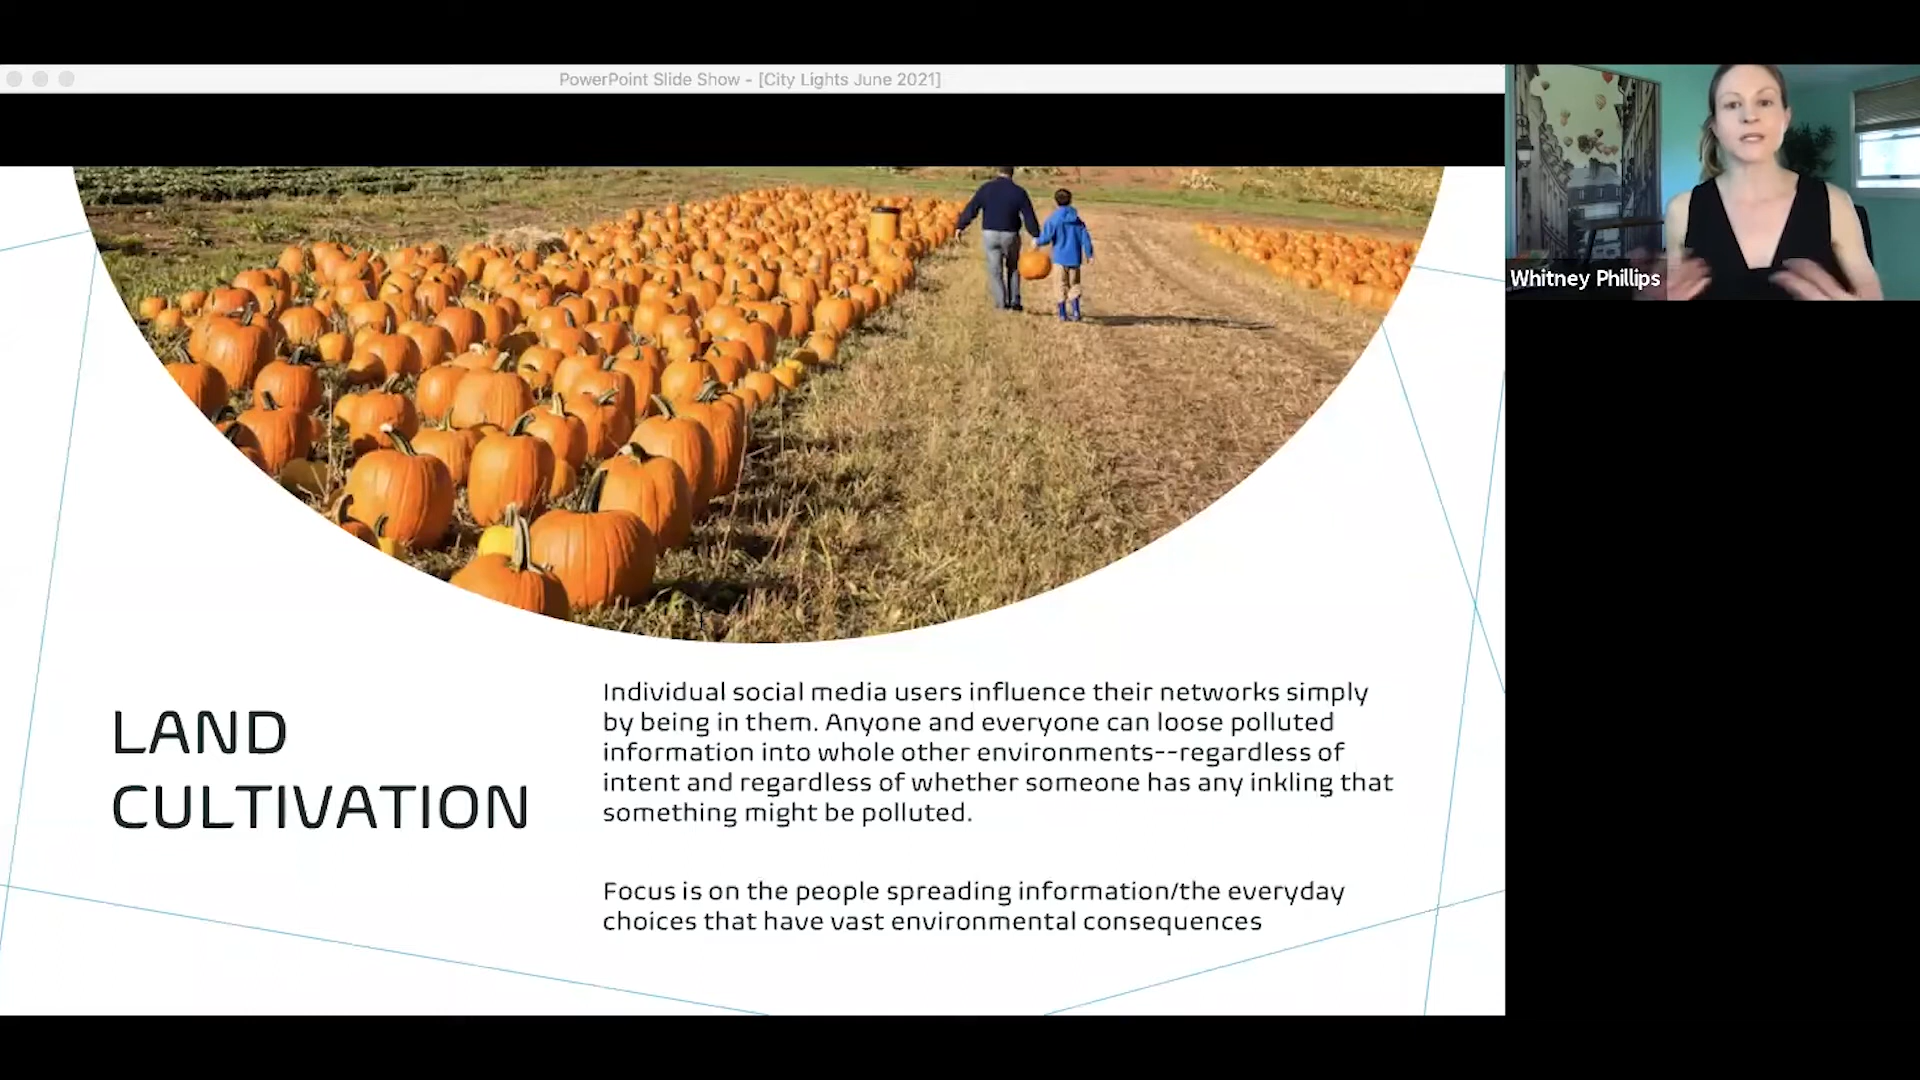 PowerPoint Slide Show - [City Lights June 2021]
Whitney Phillips
LAND
CULTIVATION
Individual social media users influence their networks simply
by being in them. Anyone and everyone can loose polluted
information into whole other environments--regardless of
intent and regardless of whether someone has any inkling that
something might be polluted.
Focus is on the people spreading information/the everyday
choices that have vast environmental consequences